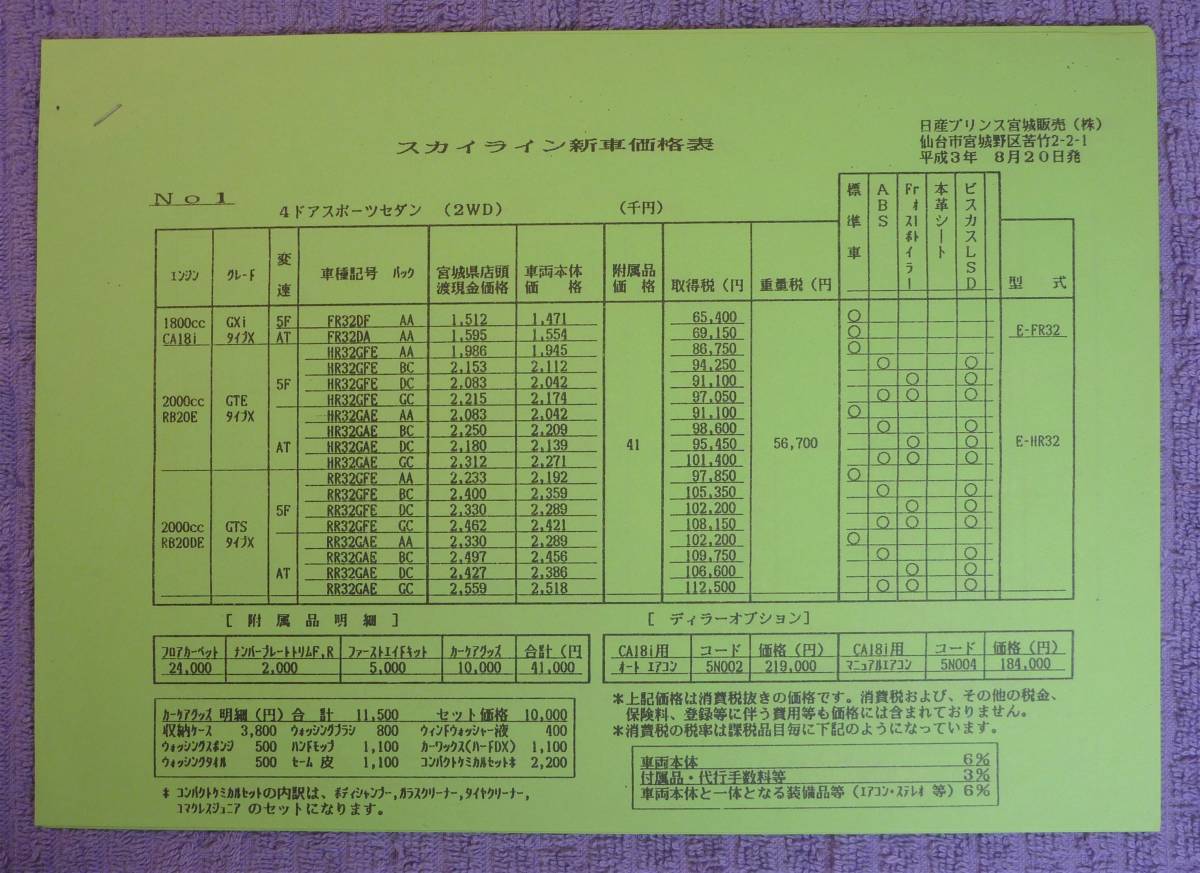 日産プリンス宮城販売（株）
仙台市宮城野区苦竹2-2-1
平成3年 8月20日発
スカイライン新車価格表
No1
4ドアスポーツセダン （2WD） （千円）
エンジン グレード 変速 車種記号 パック 宮城県店頭渡現金価格 車両本体価格 附属品価格 取得税（円 重量税（円 標準車 ABS Frオースポイラー 本革シート ビスカスLSD 型式
1800cc GXi 5F FR32DF AA 1,512 1,471 65,400 ○
CA18i タイプX AT FR32DA AA 1,595 1,554 69,150 ○ E-FR32
HR32GFE AA 1,986 1,945 86,750 ○
HR32GFE BC 2,153 2,112 94,250 ○ ○
5F HR32GFE DC 2,083 2,042 91,100 ○ ○
2000cc GTE HR32GFE GC 2,215 2,174 97,050 ○ ○ ○
RB20E タイプX HR32GAE AA 2,083 2,042 91,100 ○
HR32GAE BC 2,250 2,209 98,600 ○ ○
AT HR32GAE DC 2,180 2,139 41 95,450 56,700 ○ ○ E-HR32
HR32GAE GC 2,312 2,271 101,400 ○ ○ ○
RR32GFE AA 2,233 2,192 97,850 ○
RR32GFE BC 2,400 2,359 105,350 ○ ○
5F RR32GFE DC 2,330 2,289 102,200 ○ ○
2000cc GTS RR32GFE GC 2,462 2,421 108,150 ○ ○ ○
RB20DE タイプX RR32GAE AA 2,330 2,289 102,200 ○
RR32GAE BC 2,497 2,456 109,750 ○ ○
AT RR32GAE DC 2,427 2,386 106,600 ○ ○
RR32GAE GC 2,559 2,518 112,500 ○ ○ ○
［附属品明細］
フロアカーペット ナンバープレートトリムF,R ファーストエイドキット カーケアグッズ 合計（円
24,000 2,000 5,000 10,000 41,000
［ディラーオプション］
CA18i用 コード 価格（円） CA18i用 コード 価格（円）
オート エアコン 5N002 219,000 マニュアルエアコン 5N004 184,000
カーケアグッズ 明細（円）合 計 11,500 セット価格 10,000
収納ケース 3,800 ウォッシングブラシ 800 ウィンドウォッシャー液 400
ウォッシングスポンジ 500 ハンドモップ 1,100 カーワックス（ハードDX） 1,100
ウォッシングタイル 500 セーム 皮 1,100 コンパクトケミカルセット* 2,200
* コンパクトケミカルセットの内訳は、ボディシャンプー,ガラスクリーナー,タイヤクリーナー,
コマクレスジュニア のセットになります。
*上記価格は消費税抜きの価格です。消費税および、その他の税金、
保険料、登録等に伴う費用等も価格には含まれておりません。
*消費税の税率は課税品目毎に下記のようになっています。
車両本体 6%
付属品・代行手数料等 3%
車両本体と一体となる装備品等（エアコン・ステレオ 等） 6%